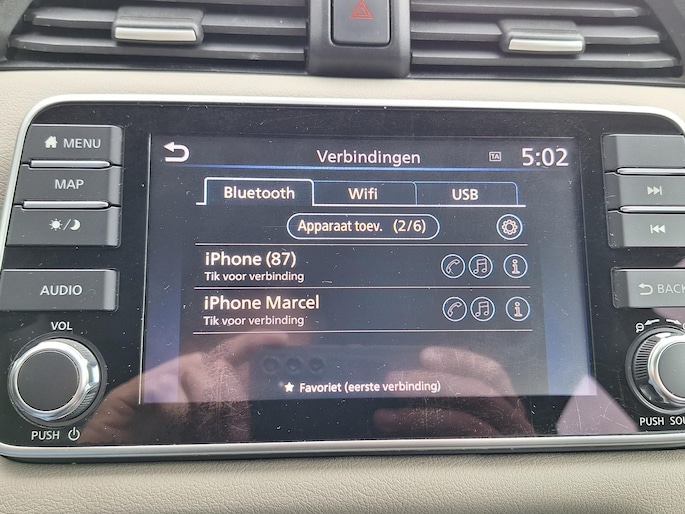 MENU
MAP
AUDIO
VOL
PUSH
Verbindingen
TA
5:02
Bluetooth
Wifi
USB
Apparaat toev. (2/6)
iPhone (87)
Tik voor verbinding
iPhone Marcel
Tik voor verbinding
Favoriet (eerste verbinding)
BACK
PUSH SOU